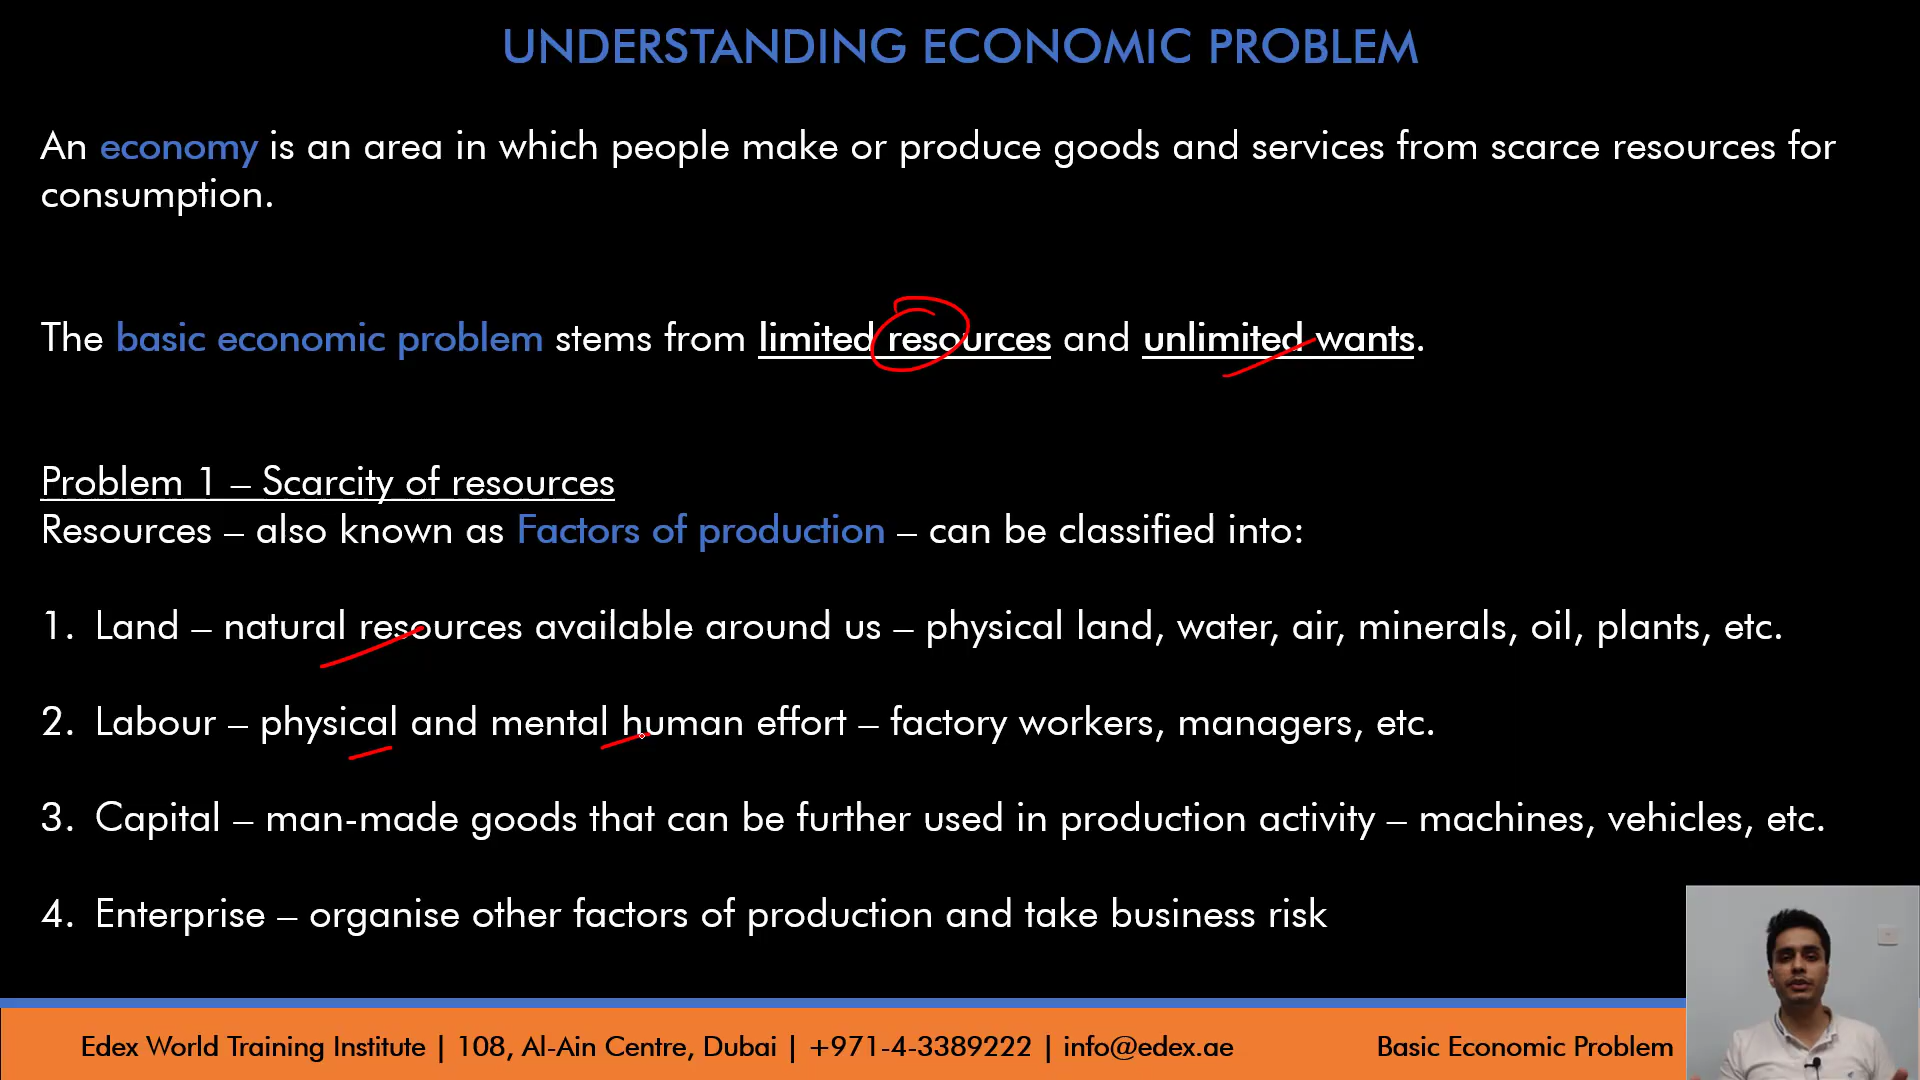 UNDERSTANDING ECONOMIC PROBLEM
An economy is an area in which people make or produce goods and services from scarce resources for
consumption.
The basic economic problem stems from limited resources and unlimited wants.
Problem 1 – Scarcity of resources
Resources – also known as Factors of production – can be classified into:
1. Land – natural resources available around us – physical land, water, air, minerals, oil, plants, etc.
2. Labour – physical and mental human effort – factory workers, managers, etc.
3. Capital – man-made goods that can be further used in production activity – machines, vehicles, etc.
4. Enterprise – organise other factors of production and take business risk
Edex World Training Institute | 108, Al-Ain Centre, Dubai | +971-4-3389222 | info@edex.ae
Basic Economic Problem